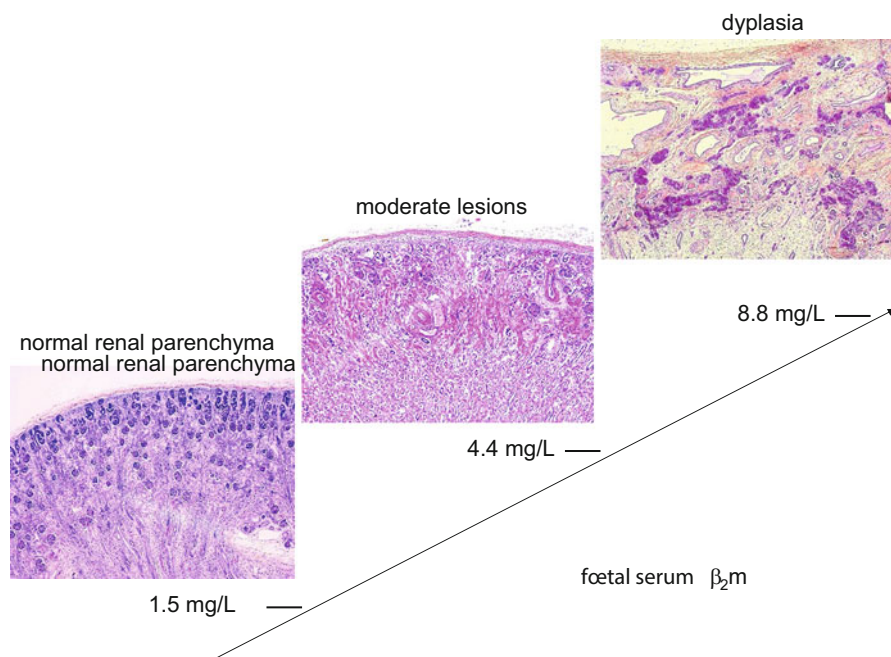 dyplasia
moderate lesions
8.8 mg/L
normal renal parenchyma
normal renal parenchyma
4.4 mg/L
fœtal serum β₂m
1.5 mg/L